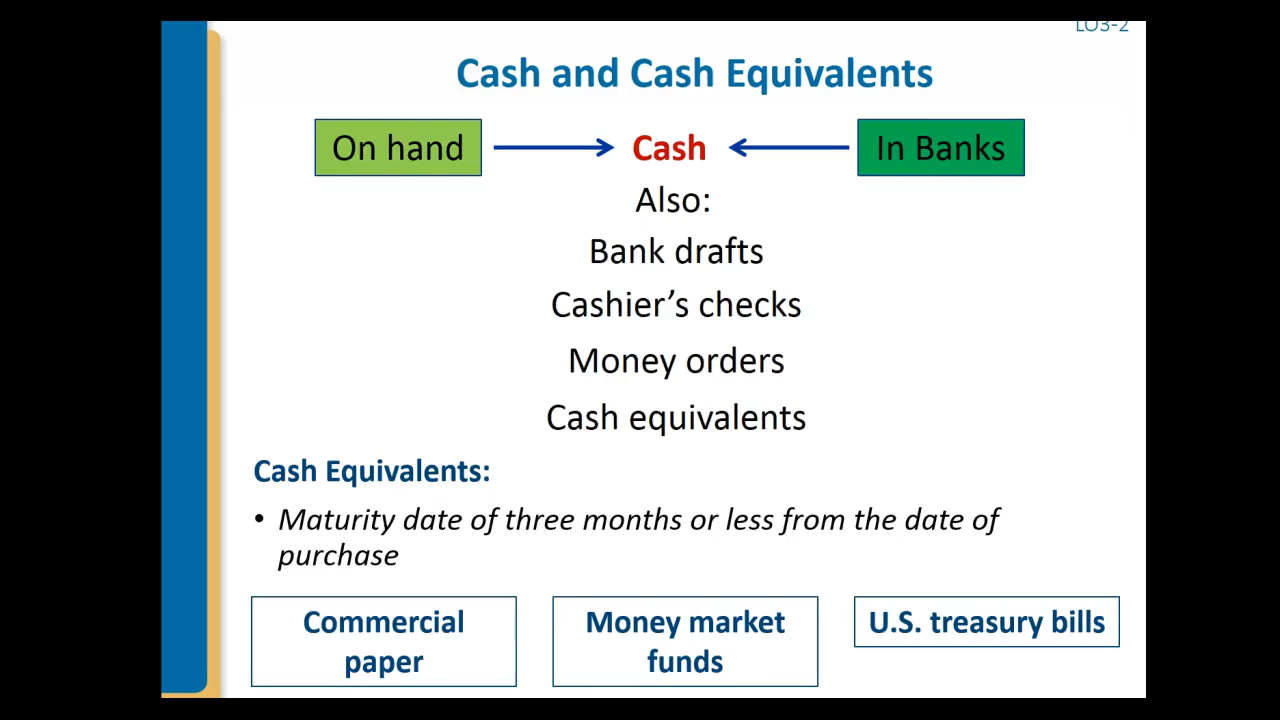 LO3-2
Cash and Cash Equivalents
On hand
Cash
In Banks
Also:
Bank drafts
Cashier’s checks
Money orders
Cash equivalents
Cash Equivalents:
• Maturity date of three months or less from the date of
purchase
Commercial
paper
Money market
funds
U.S. treasury bills